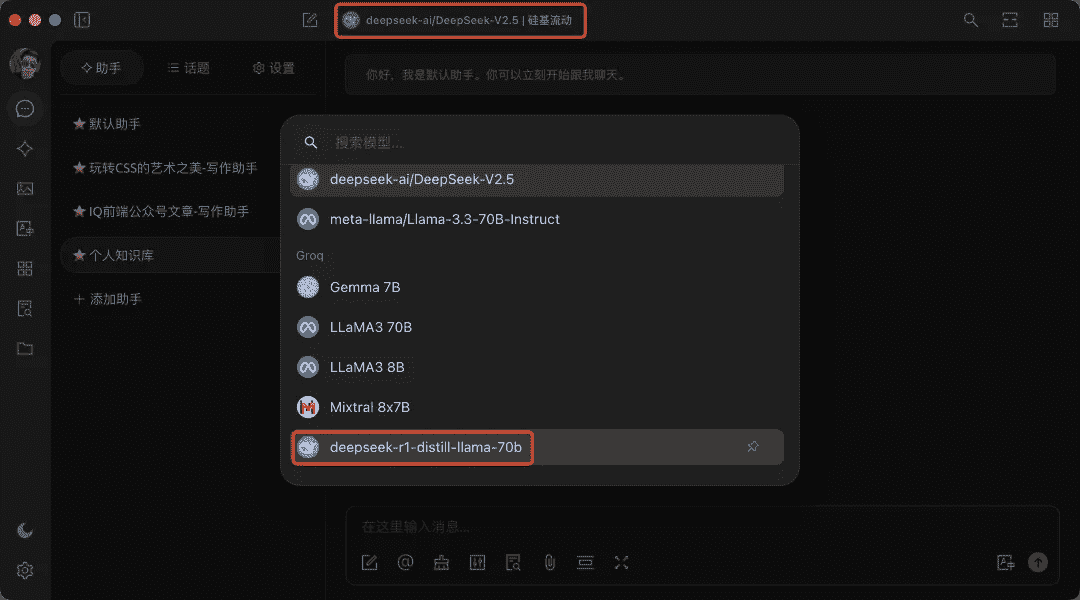 deepseek-ai/DeepSeek-V2.5 | 硅基流动
助手
话题
设置
你好，我是默认助手。你可以立刻开始跟我聊天。
默认助手
玩转CSS的艺术之美-写作助手
IQ前端公众号文章-写作助手
个人知识库
添加助手
搜索模型...
deepseek-ai/DeepSeek-V2.5
meta-llama/Llama-3.3-70B-Instruct
Groq
Gemma 7B
LLaMA3 70B
LLaMA3 8B
Mixtral 8x7B
deepseek-r1-distill-llama-70b
在这里输入消息...